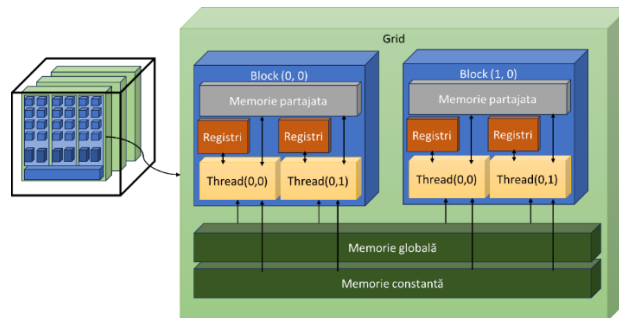 Grid
Block (0, 0)
Block (1, 0)
Memorie partajata
Memorie partajata
Registri
Registri
Registri
Registri
Thread(0,0)
Thread(0,1)
Thread(0,0)
Thread(0,1)
Memorie globală
Memorie constantă